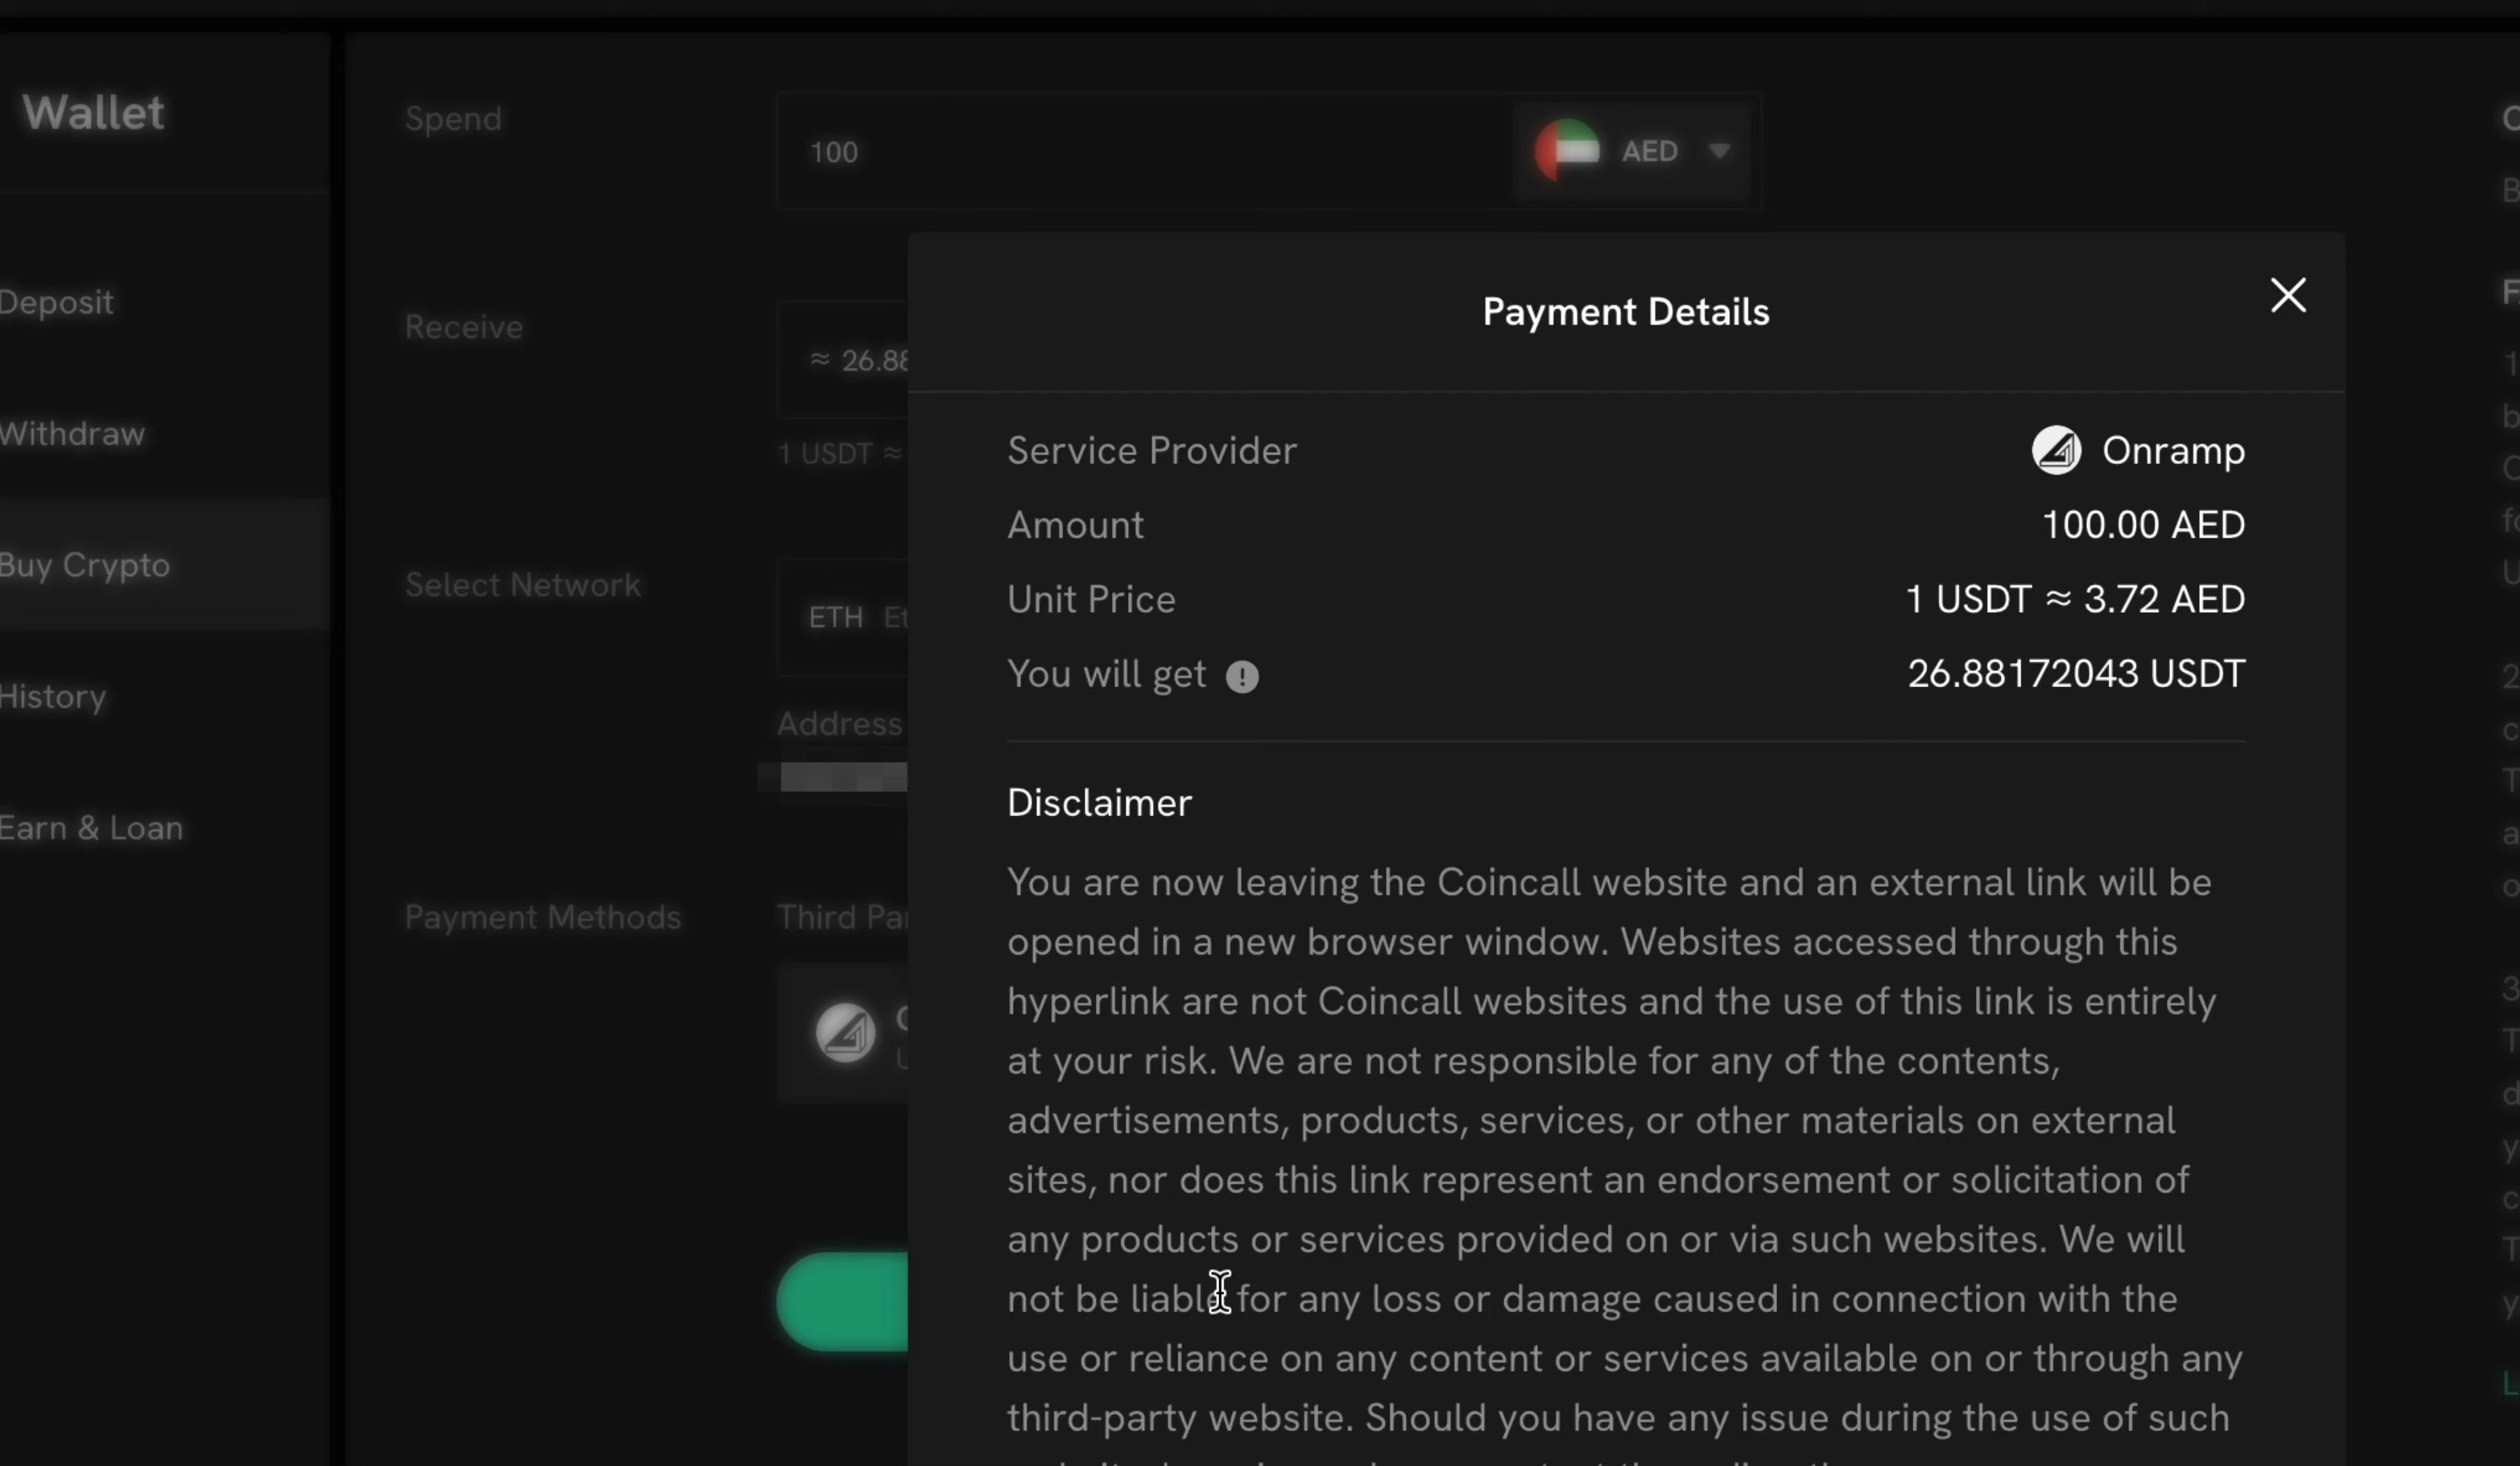 Wallet
Deposit
Withdraw
Buy Crypto
History
Earn & Loan
Spend
100
AED
Receive
≈ 26.88
1 USDT ≈
Select Network
ETH
Address
Payment Methods
Third
Payment Details
Service Provider
Onramp
Amount
100.00 AED
Unit Price
1 USDT ≈ 3.72 AED
You will get
26.88172043 USDT
Disclaimer
You are now leaving the Coincall website and an external link will be
opened in a new browser window. Websites accessed through this
hyperlink are not Coincall websites and the use of this link is entirely
at your risk. We are not responsible for any of the contents,
advertisements, products, services, or other materials on external
sites, nor does this link represent an endorsement or solicitation of
any products or services provided on or via such websites. We will
not be liable for any loss or damage caused in connection with the
use or reliance on any content or services available on or through any
third-party website. Should you have any issue during the use of such